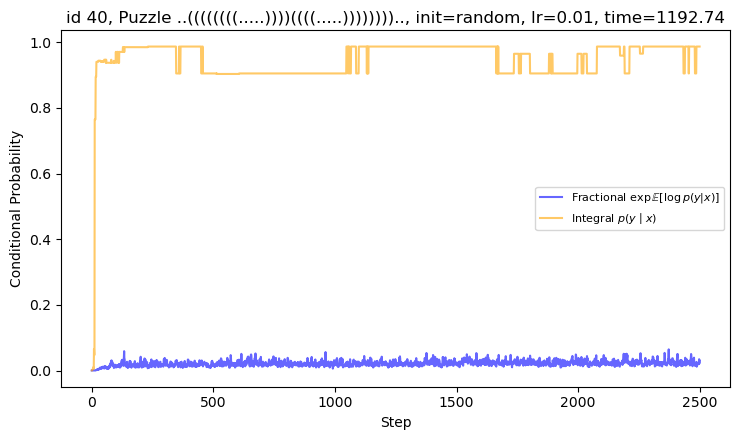 id 40, Puzzle ..((((((((.....))))((((.....)))))))).., init=random, lr=0.01, time=1192.74
1.0
0.8
0.6
0.4
0.2
0.0
Conditional Probability
Fractional exp𝔼[log p(y|x)]
Integral p(y | x)
0
500
1000
1500
2000
2500
Step